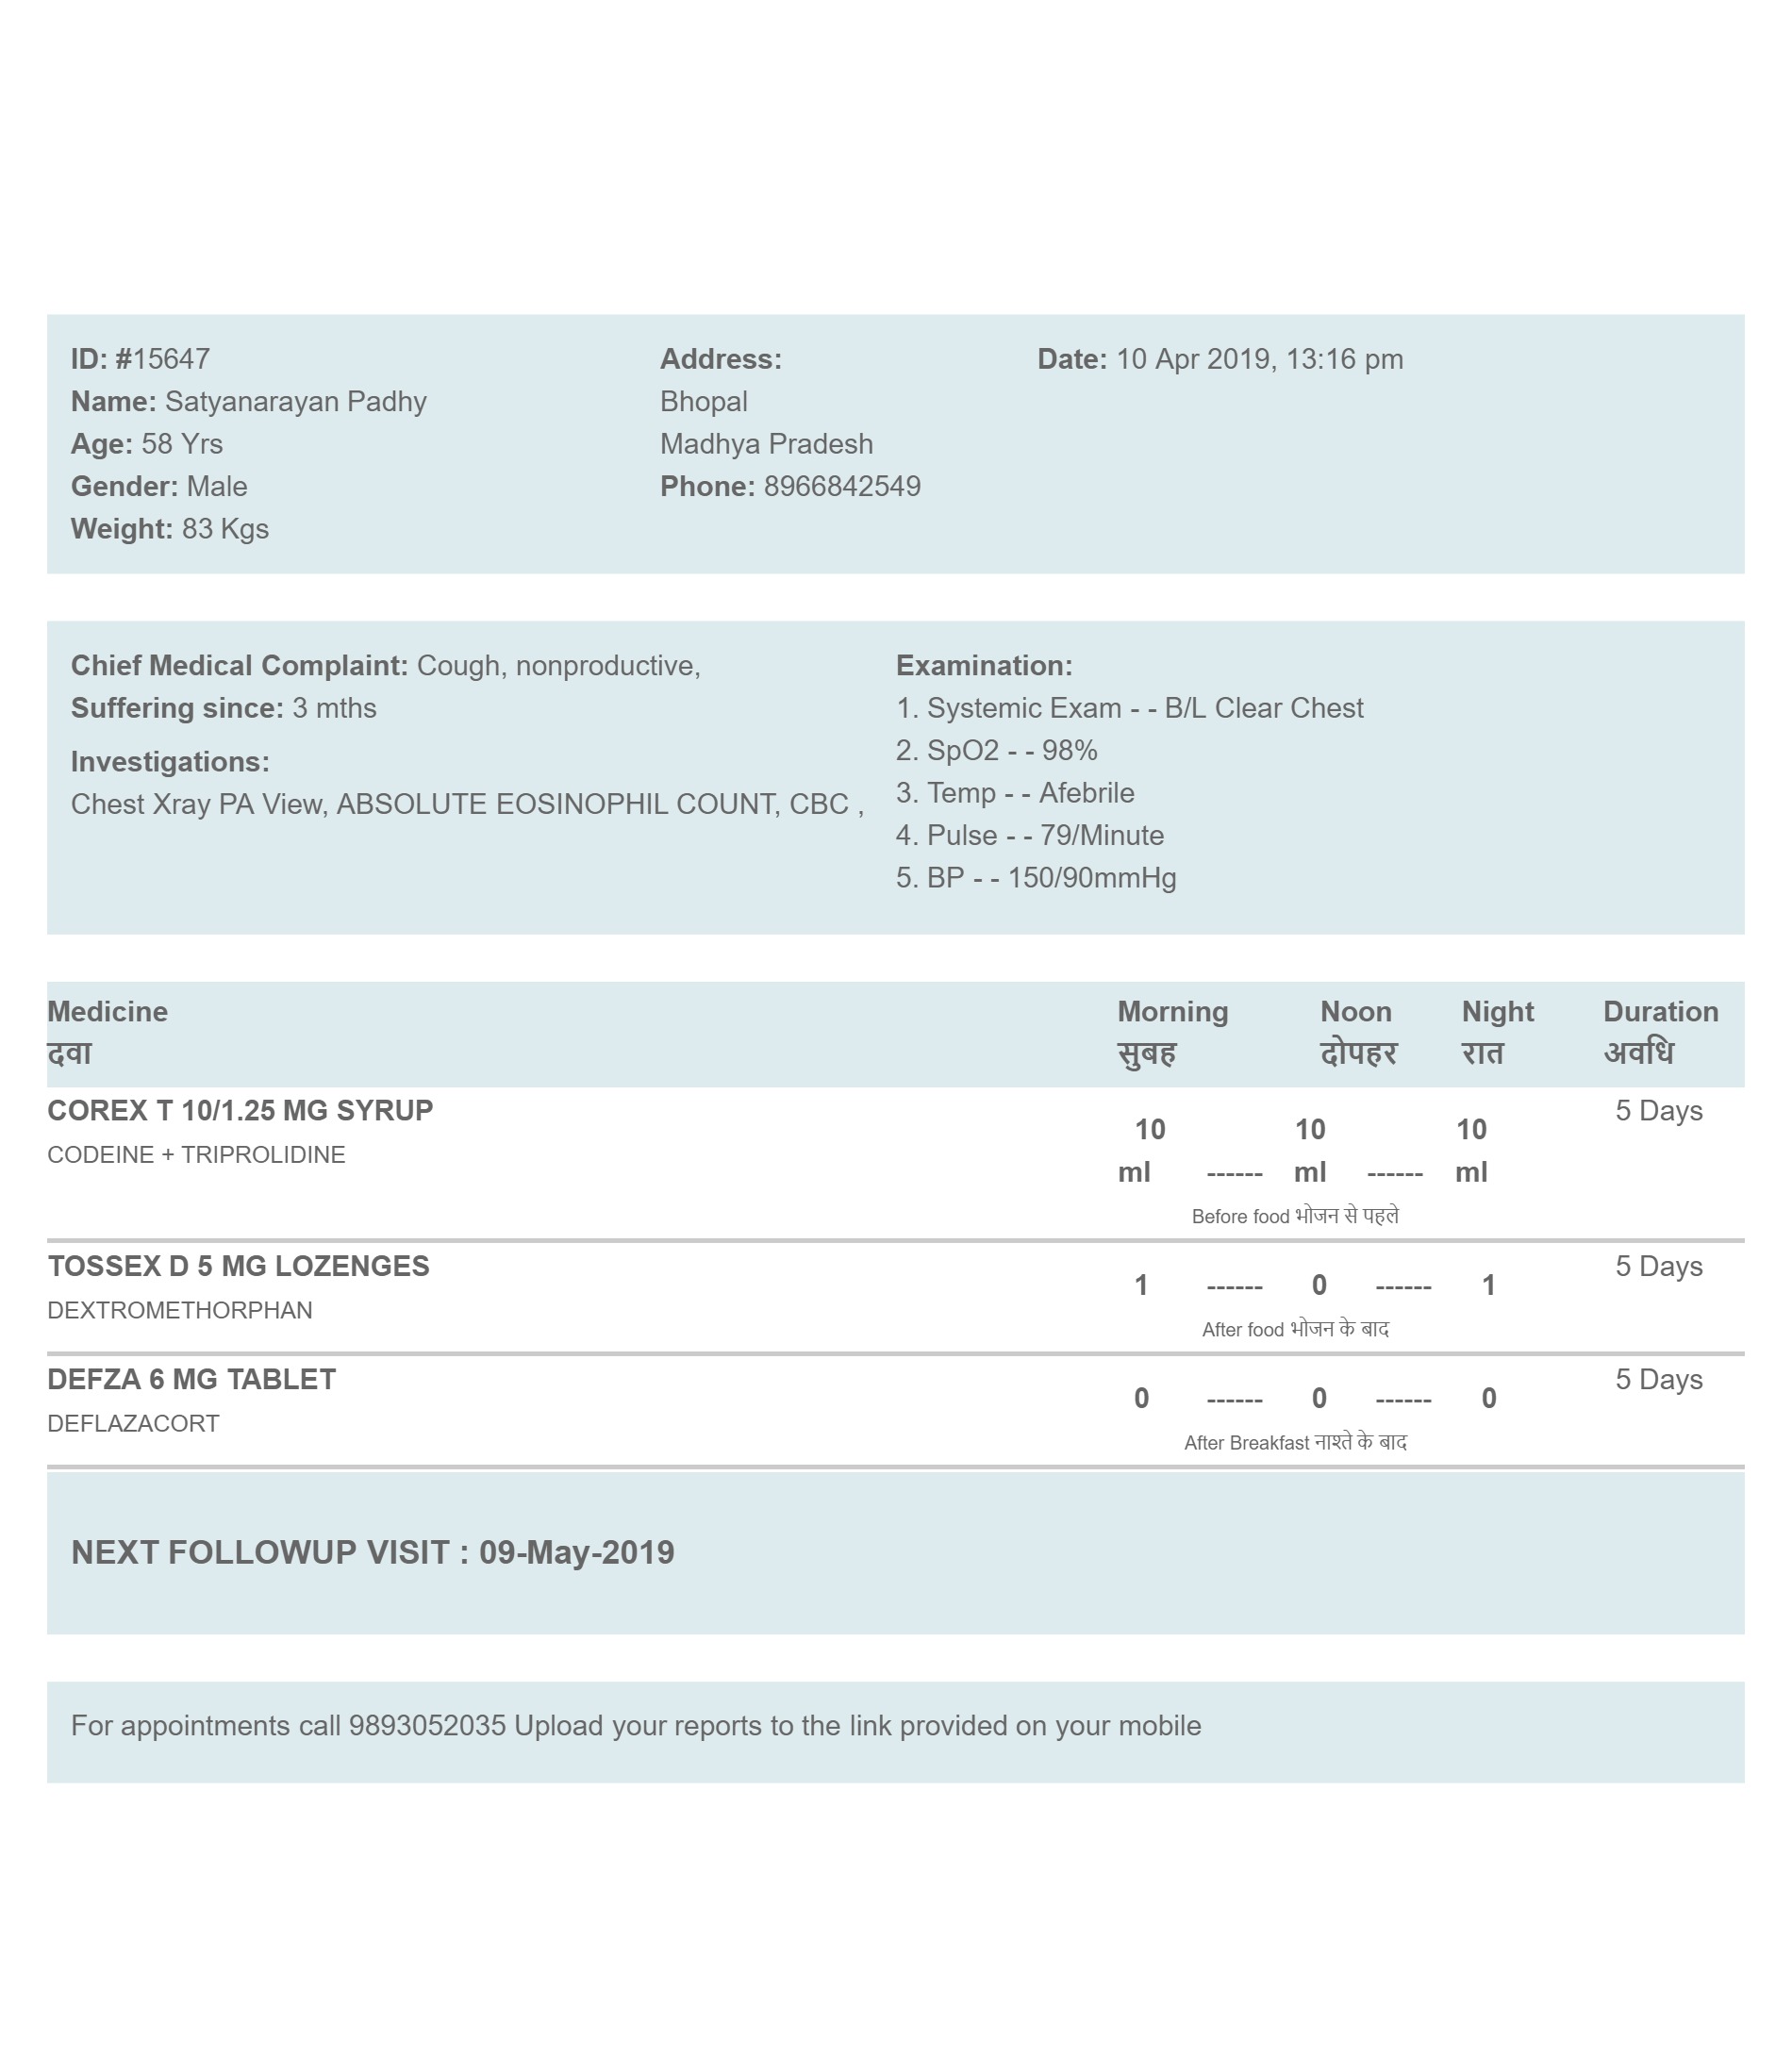 ID: #15647
Name: Satyanarayan Padhy
Age: 58 Yrs
Gender: Male
Weight: 83 Kgs
Address:
Bhopal
Madhya Pradesh
Phone: 8966842549
Date: 10 Apr 2019, 13:16 pm
Chief Medical Complaint: Cough, nonproductive,
Suffering since: 3 mths
Investigations:
Chest Xray PA View, ABSOLUTE EOSINOPHIL COUNT, CBC ,
Examination:
1. Systemic Exam - - B/L Clear Chest
2. SpO2 - - 98%
3. Temp - - Afebrile
4. Pulse - - 79/Minute
5. BP - - 150/90mmHg
Medicine Morning Noon Night Duration
दवा सुबह दोपहर रात अवधि
COREX T 10/1.25 MG SYRUP 5 Days
10 10 10
CODEINE + TRIPROLIDINE
ml ------ ml ------ ml
Before food भोजन से पहले
TOSSEX D 5 MG LOZENGES 5 Days
1 ------ 0 ------ 1
DEXTROMETHORPHAN
After food भोजन के बाद
DEFZA 6 MG TABLET 5 Days
0 ------ 0 ------ 0
DEFLAZACORT
After Breakfast नाश्ते के बाद
NEXT FOLLOWUP VISIT : 09-May-2019
For appointments call 9893052035 Upload your reports to the link provided on your mobile